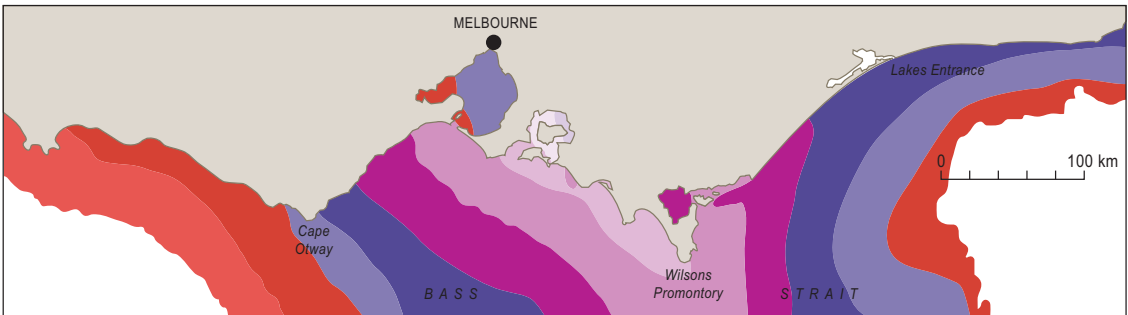 MELBOURNE
Lakes Entrance
0 100 km
Cape
Otway
Wilsons
Promontory
BASS STRAIT